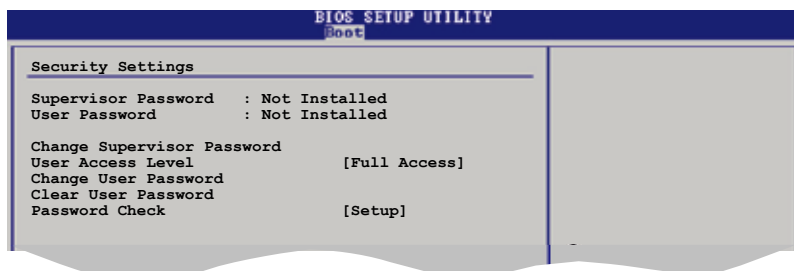 BIOS SETUP UTILITY
Boot
Security Settings
Supervisor Password : Not Installed
User Password : Not Installed
Change Supervisor Password
User Access Level [Full Access]
Change User Password
Clear User Password
Password Check [Setup]